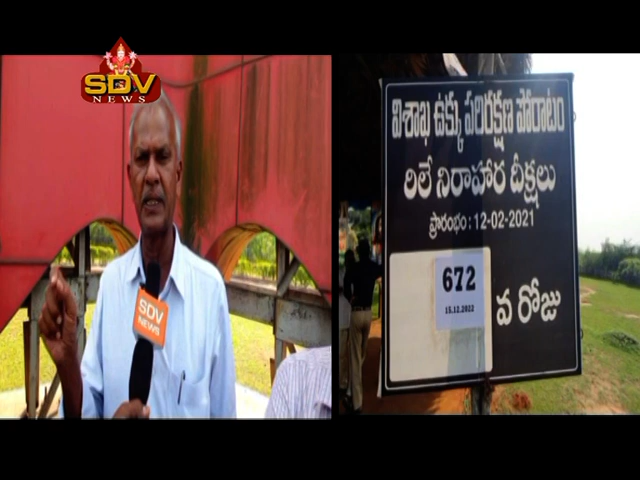 SDV
NEWS
SDV
NEWS
విశాఖ ఉక్కు పరిరక్షణ పోరాటం
రిలే నిరాహార దీక్షలు
ప్రారంభం : 12-02-2021
672
15.12.2022
వ రోజు